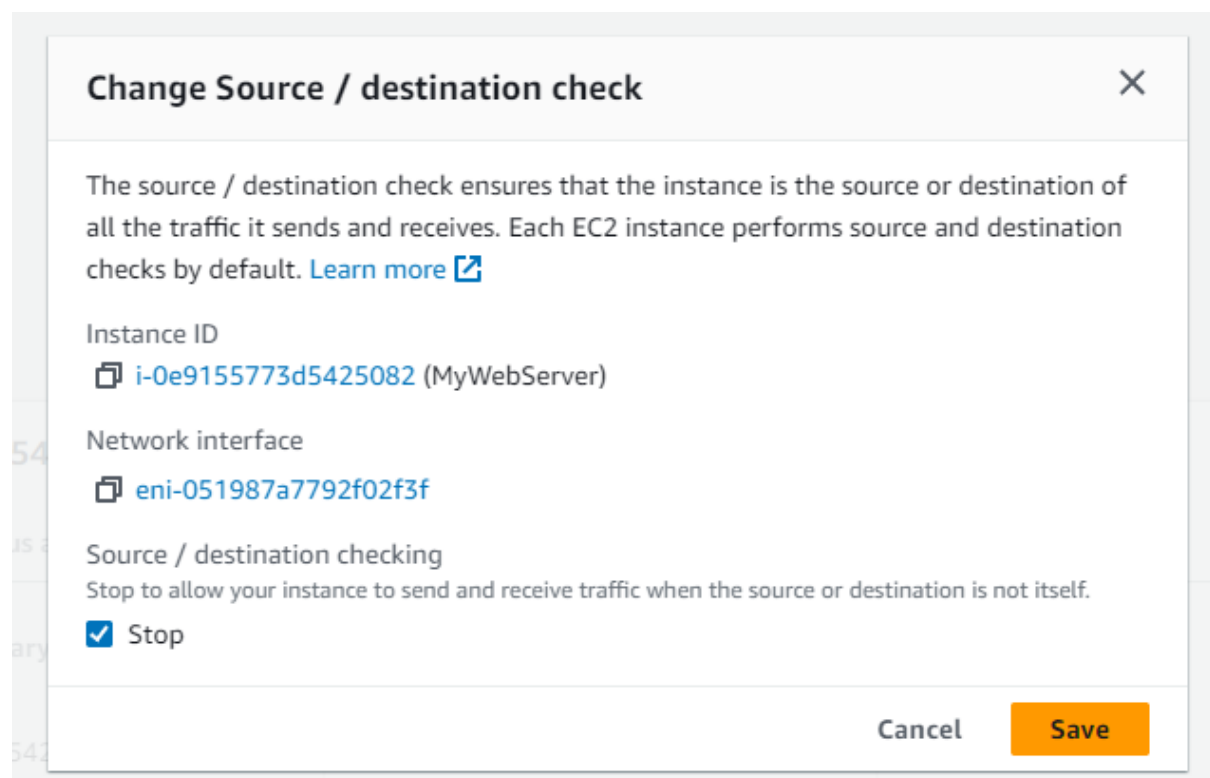 Change Source / destination check
The source / destination check ensures that the instance is the source or destination of
all the traffic it sends and receives. Each EC2 instance performs source and destination
checks by default. Learn more
Instance ID
i-0e9155773d5425082 (MyWebServer)
Network interface
eni-051987a7792f02f3f
Source / destination checking
Stop to allow your instance to send and receive traffic when the source or destination is not itself.
Stop
Cancel Save